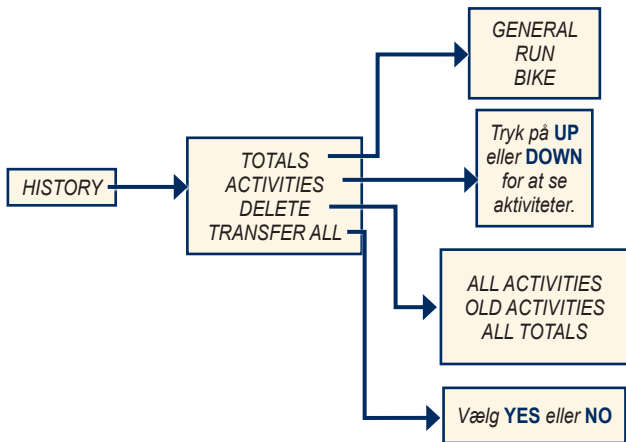 HISTORY
TOTALS
ACTIVITIES
DELETE
TRANSFER ALL
GENERAL
RUN
BIKE
Tryk på UP
eller DOWN
for at se
aktiviteter.
ALL ACTIVITIES
OLD ACTIVITIES
ALL TOTALS
Vælg YES eller NO